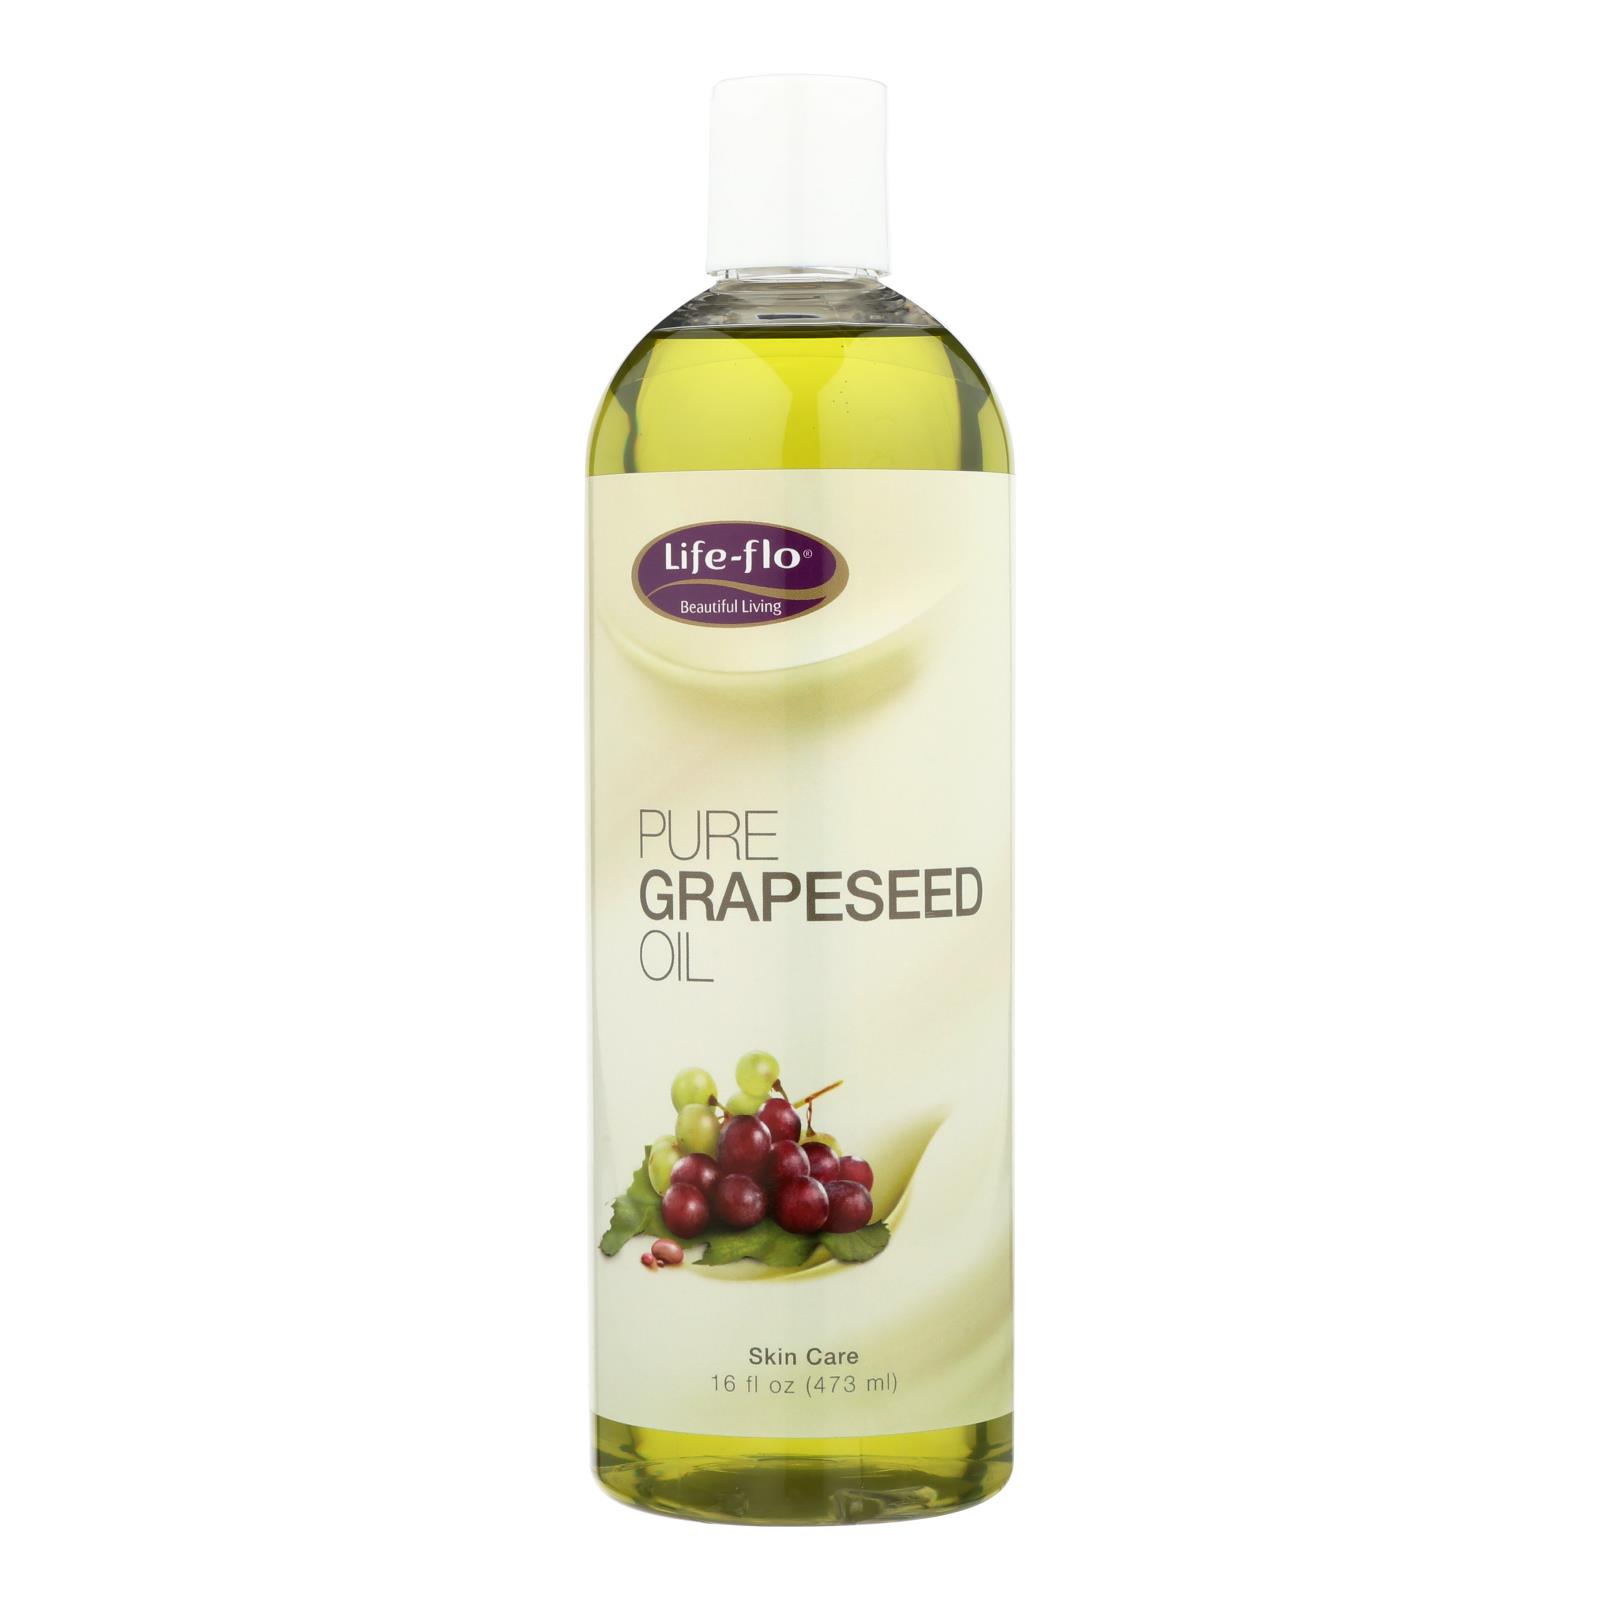 Life-flo®
Beautiful Living
PURE
GRAPESEED
OIL
Skin Care
16 fl oz (473 ml)